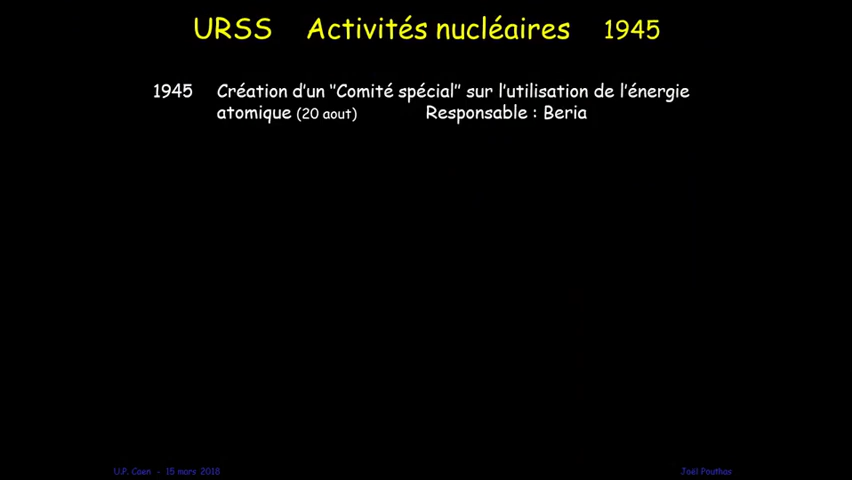 URSS Activités nucléaires 1945
1945 Création d'un "Comité spécial" sur l'utilisation de l'énergie
atomique (20 aout) Responsable : Beria
U.P. Caen - 15 mars 2018 Joël Pouthas